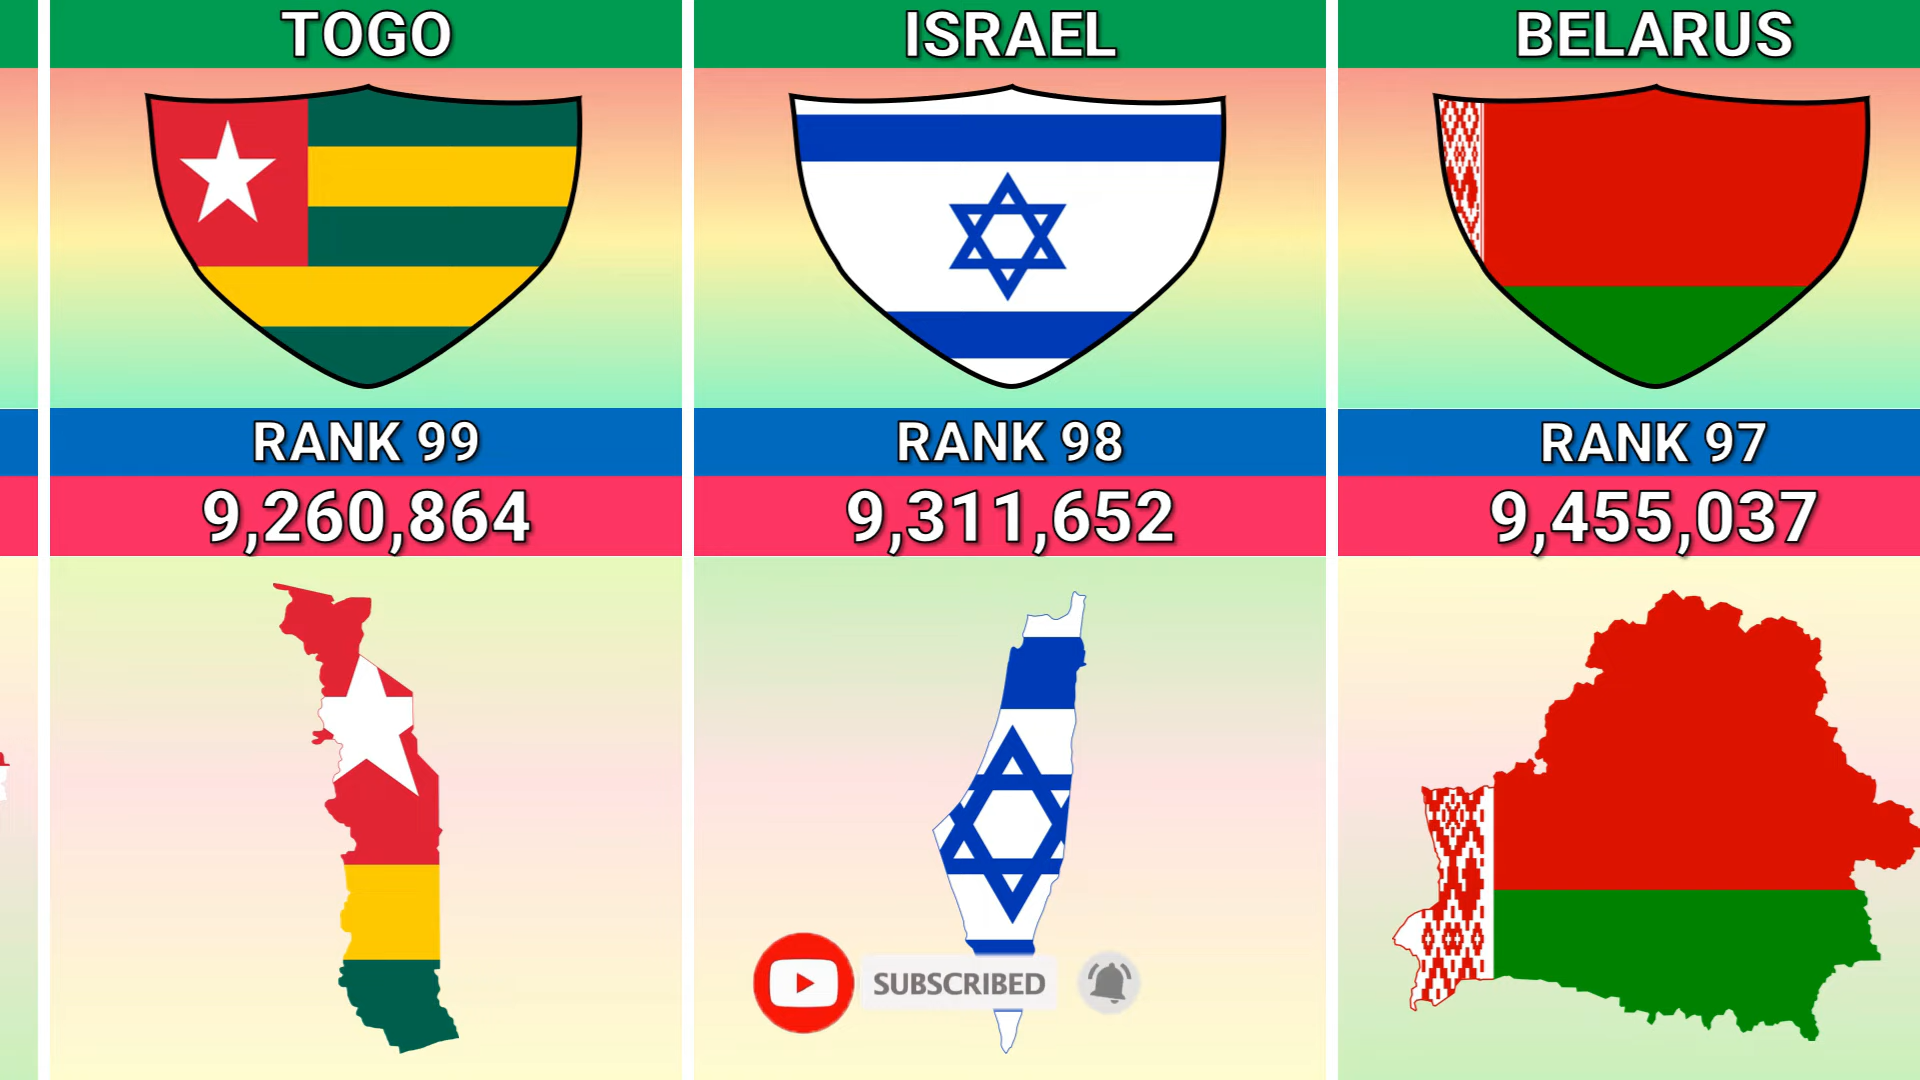 TOGO
RANK 99
9,260,864
ISRAEL
RANK 98
9,311,652
SUBSCRIBED
BELARUS
RANK 97
9,455,037